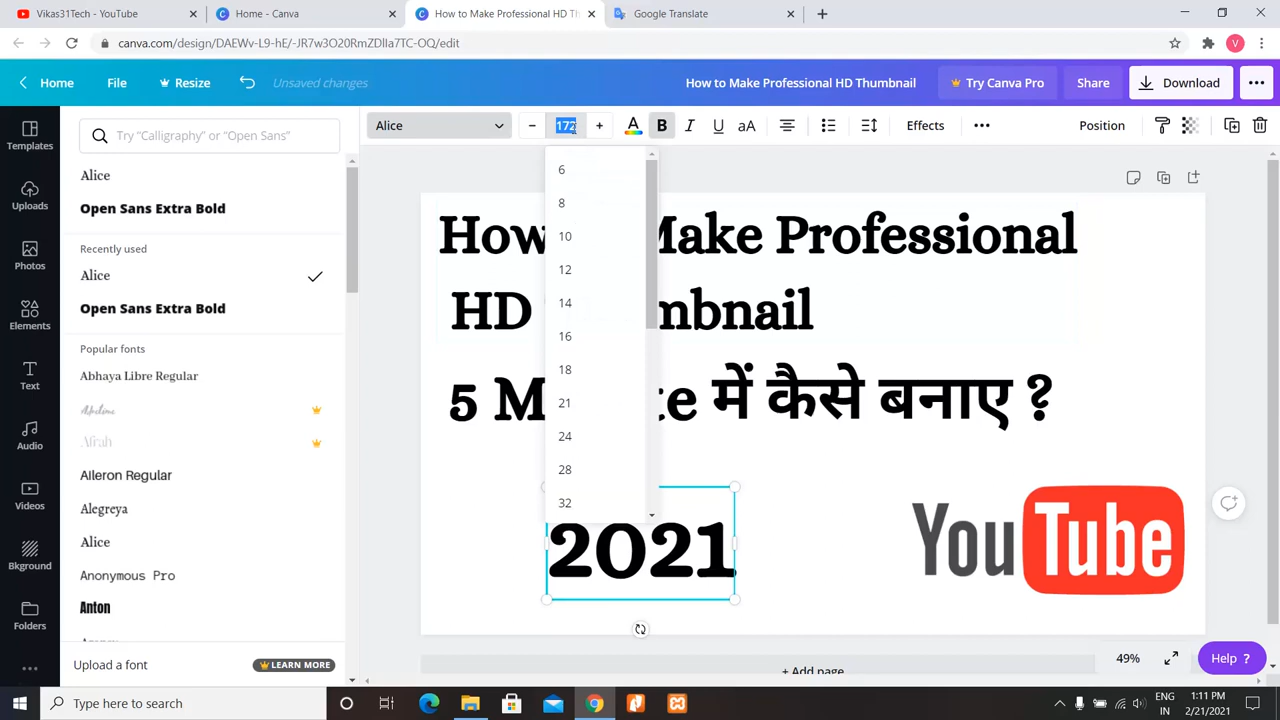 Vikas31Tech - YouTube
Home - Canva
How to Make Professional HD Th
Google Translate
canva.com/design/DAEWv-L9-hE/-JR7w3O20RmZDlIa7TC-OQ/edit
V
Home
File
Resize
Unsaved changes
How to Make Professional HD Thumbnail
Try Canva Pro
Share
Download
Templates
Uploads
Photos
Elements
Text
Audio
Videos
Bkground
Folders
Try “Calligraphy” or “Open Sans”
Alice
Open Sans Extra Bold
Recently used
Alice
Open Sans Extra Bold
Popular fonts
Abhaya Libre Regular
Afrah
Aileron Regular
Alegreya
Alice
Anonymous Pro
Anton
Upload a font
LEARN MORE
Alice
172
B
I
U
aA
Effects
Position
6
8
10
12
14
16
18
21
24
28
32
How Make Professional
HD mbnail
5 M te में कैसे बनाए ?
2021
YouTube
+ Add page
49%
Help ?
Type here to search
ENG
IN
1:11 PM
2/21/2021